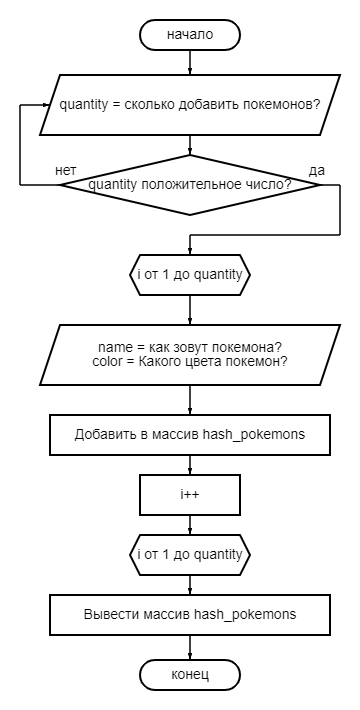 начало
quantity = сколько добавить покемонов?
нет
да
quantity положительное число?
i от 1 до quantity
name = как зовут покемона?
color = Какого цвета покемон?
Добавить в массив hash_pokemons
i++
i от 1 до quantity
Вывести массив hash_pokemons
конец